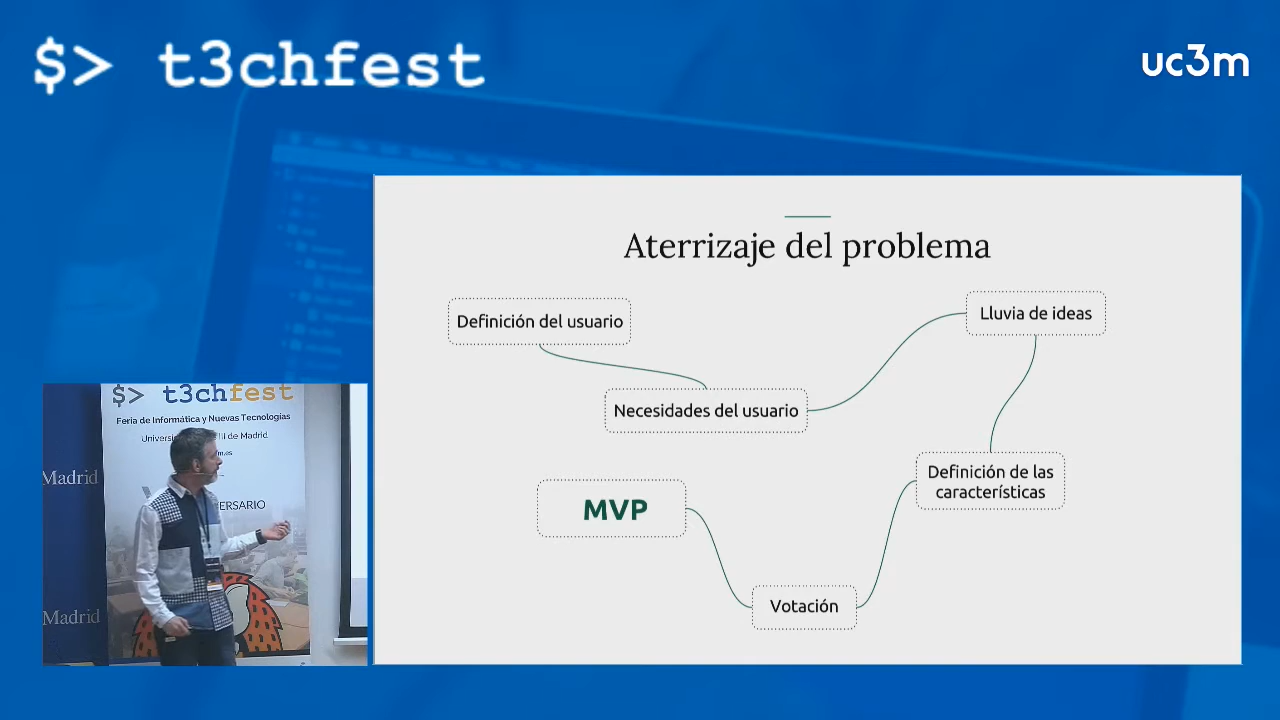 $> t3chfest
uc3m
Aterrizaje del problema
Definición del usuario
Lluvia de ideas
Necesidades del usuario
Definición de las
características
MVP
Votación
$> t3chfest
Feria de Informática y Nuevas Tecnologías
Madrid
ERSARIO
Madrid